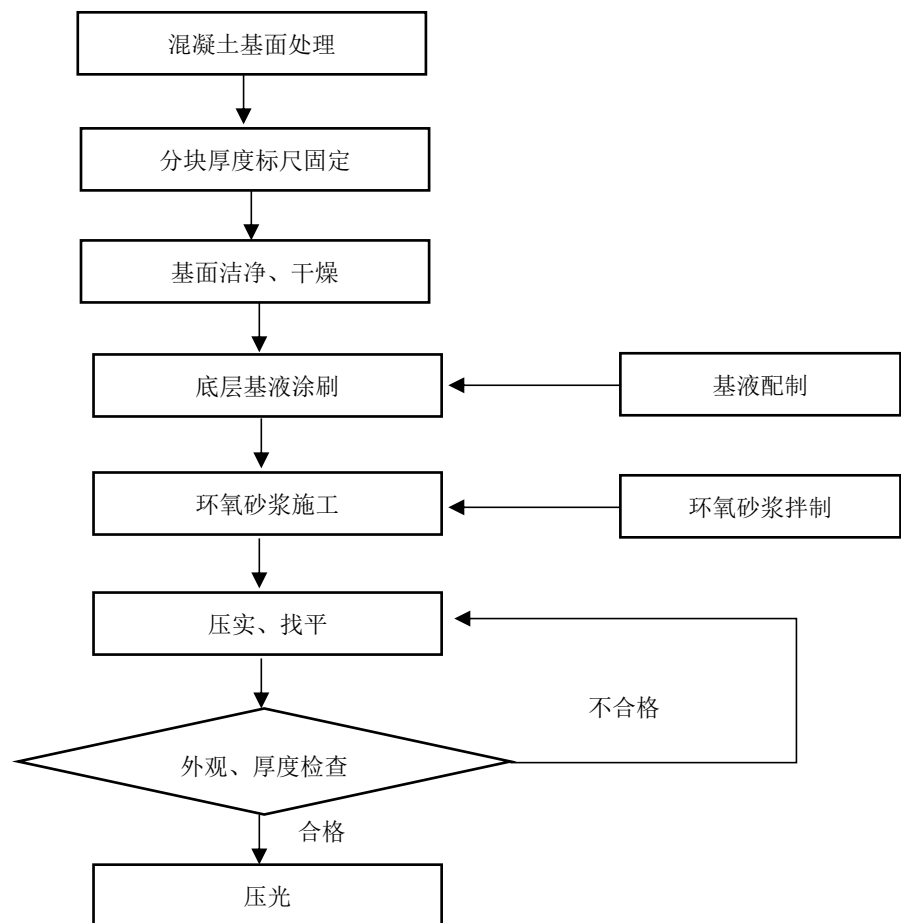 混凝土基面处理
分块厚度标尺固定
基面洁净、干燥
底层基液涂刷
基液配制
环氧砂浆施工
环氧砂浆拌制
压实、找平
不合格
外观、厚度检查
合格
压光